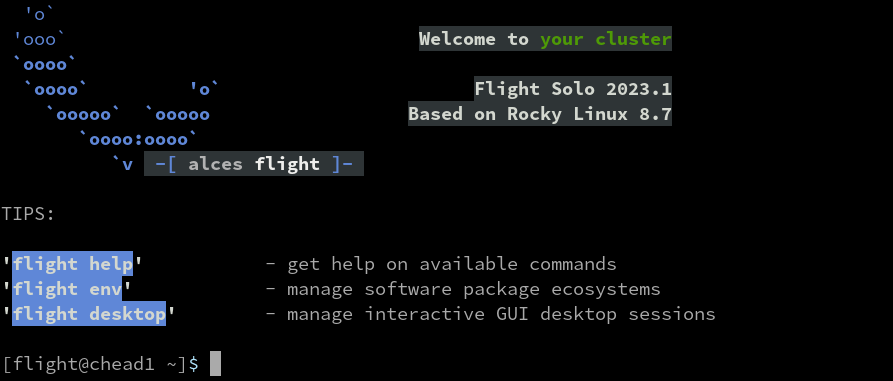 'o`
'ooo`
Welcome to your cluster
`oooo`
`oooo` 'o`
Flight Solo 2023.1
`ooooo` `ooooo
Based on Rocky Linux 8.7
`oooo:oooo`
`v -[ alces flight ]-
TIPS:
'flight help' - get help on available commands
'flight env' - manage software package ecosystems
'flight desktop' - manage interactive GUI desktop sessions
[flight@chead1 ~]$